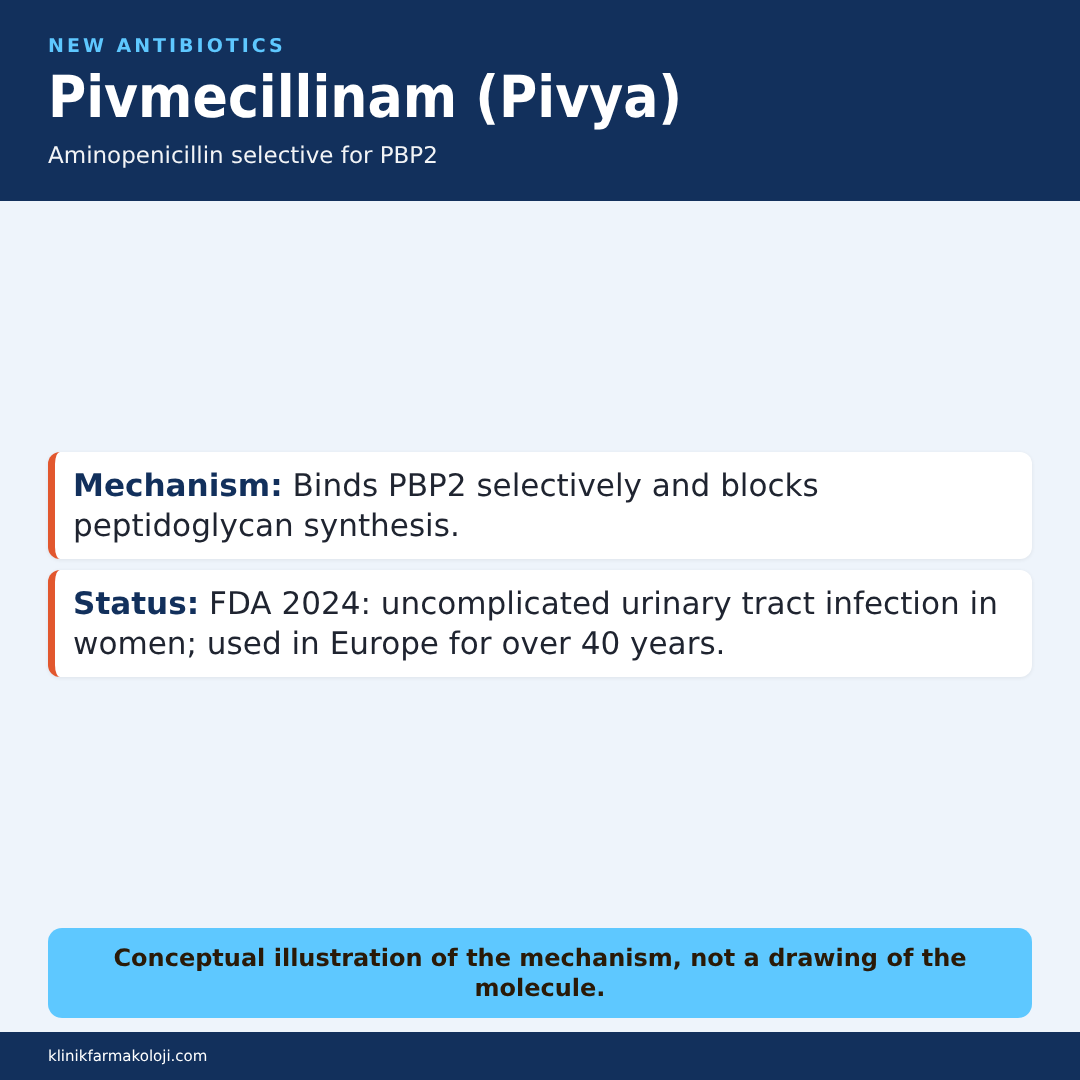 NEW ANTIBIOTICS
Pivmecillinam (Pivya)
Aminopenicillin selective for PBP2
Mechanism: Binds PBP2 selectively and blocks
peptidoglycan synthesis.
Status: FDA 2024: uncomplicated urinary tract infection in
women; used in Europe for over 40 years.
Conceptual illustration of the mechanism, not a drawing of the
molecule.
klinikfarmakoloji.com